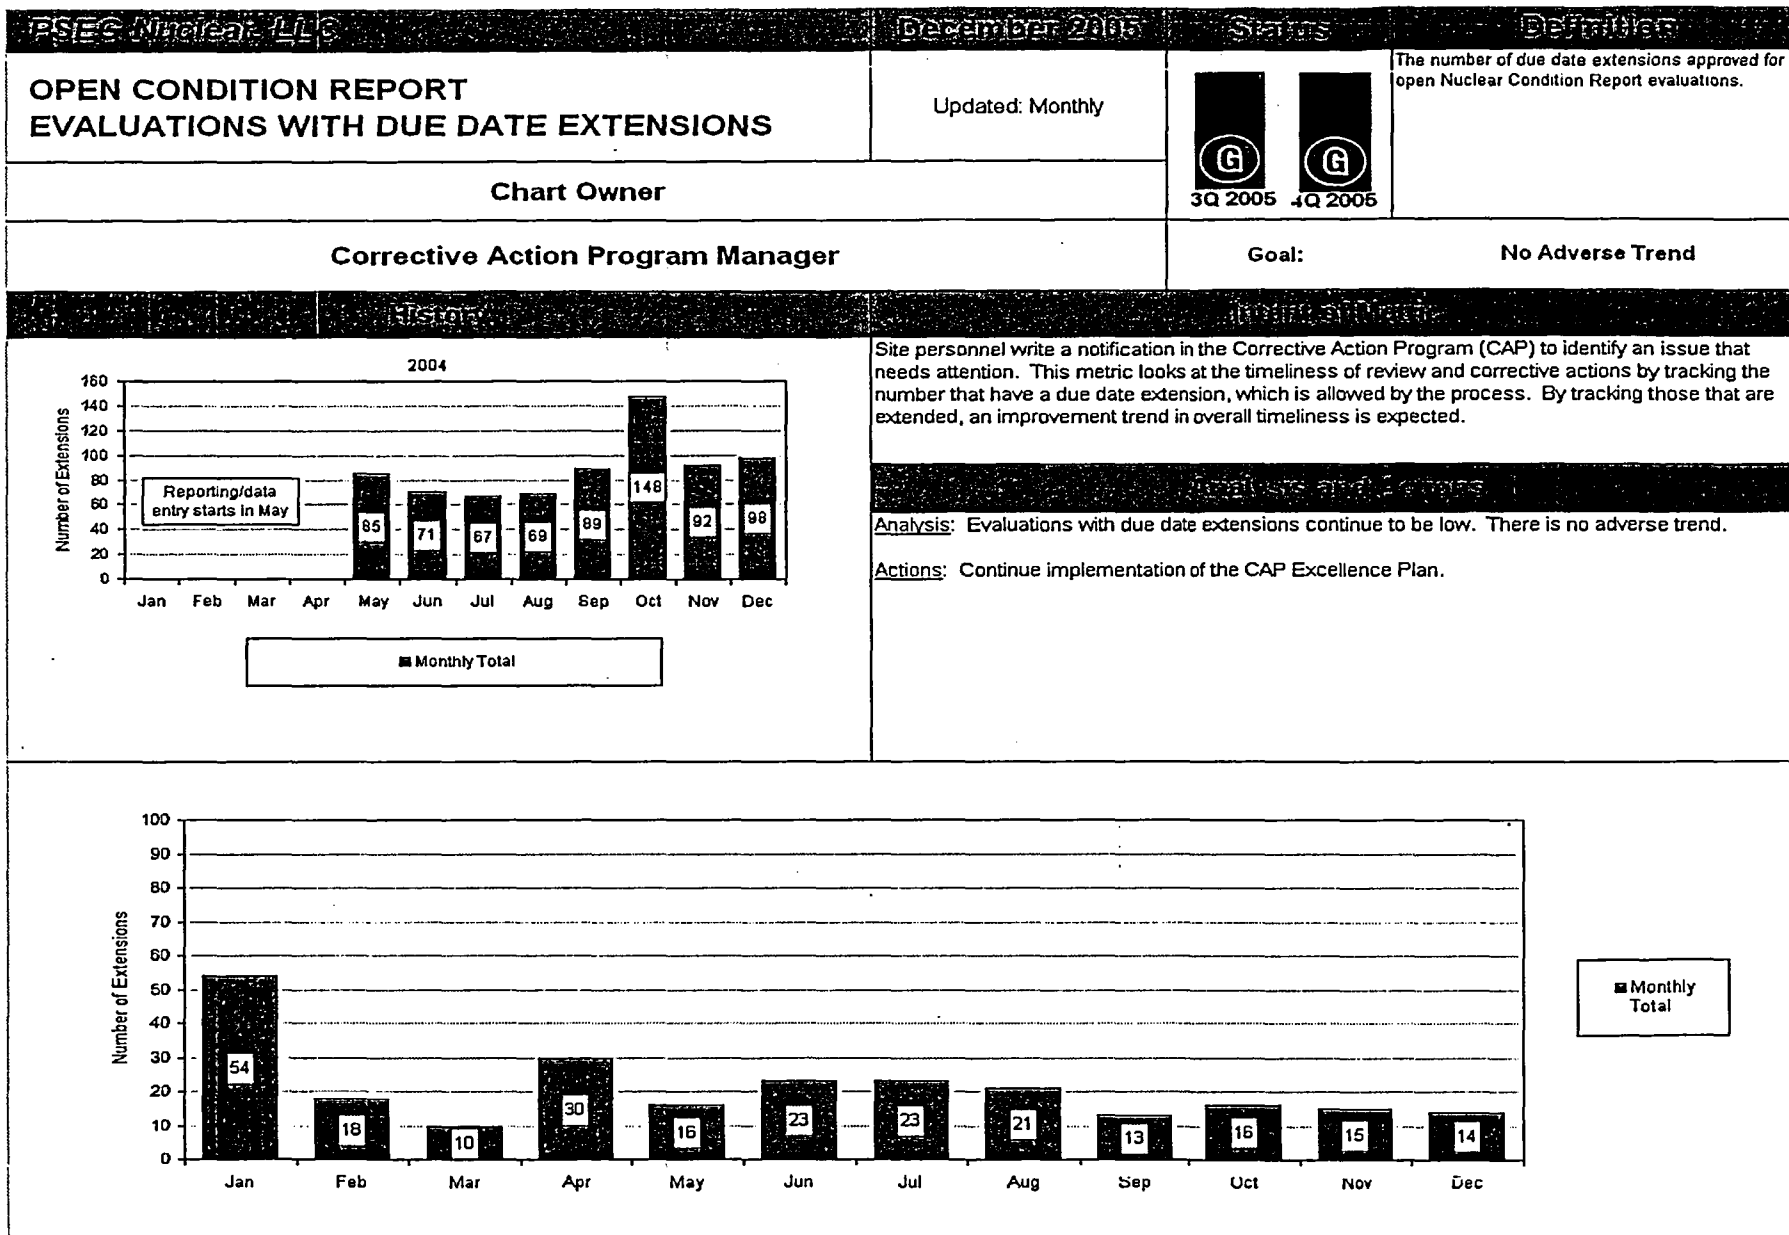 PSEG Nuclear LLC
December 2005
Status
Definition
OPEN CONDITION REPORT
EVALUATIONS WITH DUE DATE EXTENSIONS
Updated: Monthly
G
G
3Q 2005 4Q 2005
The number of due date extensions approved for
open Nuclear Condition Report evaluations.
Chart Owner
Corrective Action Program Manager
Goal:
No Adverse Trend
History
2004
Number of Extensions
160
140
120
100
80
60
40
20
0
Reporting/data
entry starts in May
85
71
67
69
89
148
92
98
Jan Feb Mar Apr May Jun Jul Aug Sep Oct Nov Dec
Monthly Total
Site personnel write a notification in the Corrective Action Program (CAP) to identify an issue that
needs attention. This metric looks at the timeliness of review and corrective actions by tracking the
number that have a due date extension, which is allowed by the process. By tracking those that are
extended, an improvement trend in overall timeliness is expected.
Analysis and
Analysis: Evaluations with due date extensions continue to be low. There is no adverse trend.
Actions: Continue implementation of the CAP Excellence Plan.
Number of Extensions
100
90
80
70
60
50
40
30
20
10
0
54
18
10
30
16
23
23
21
13
16
15
14
Jan Feb Mar Apr May Jun Jul Aug Sep Oct Nov Dec
Monthly
Total